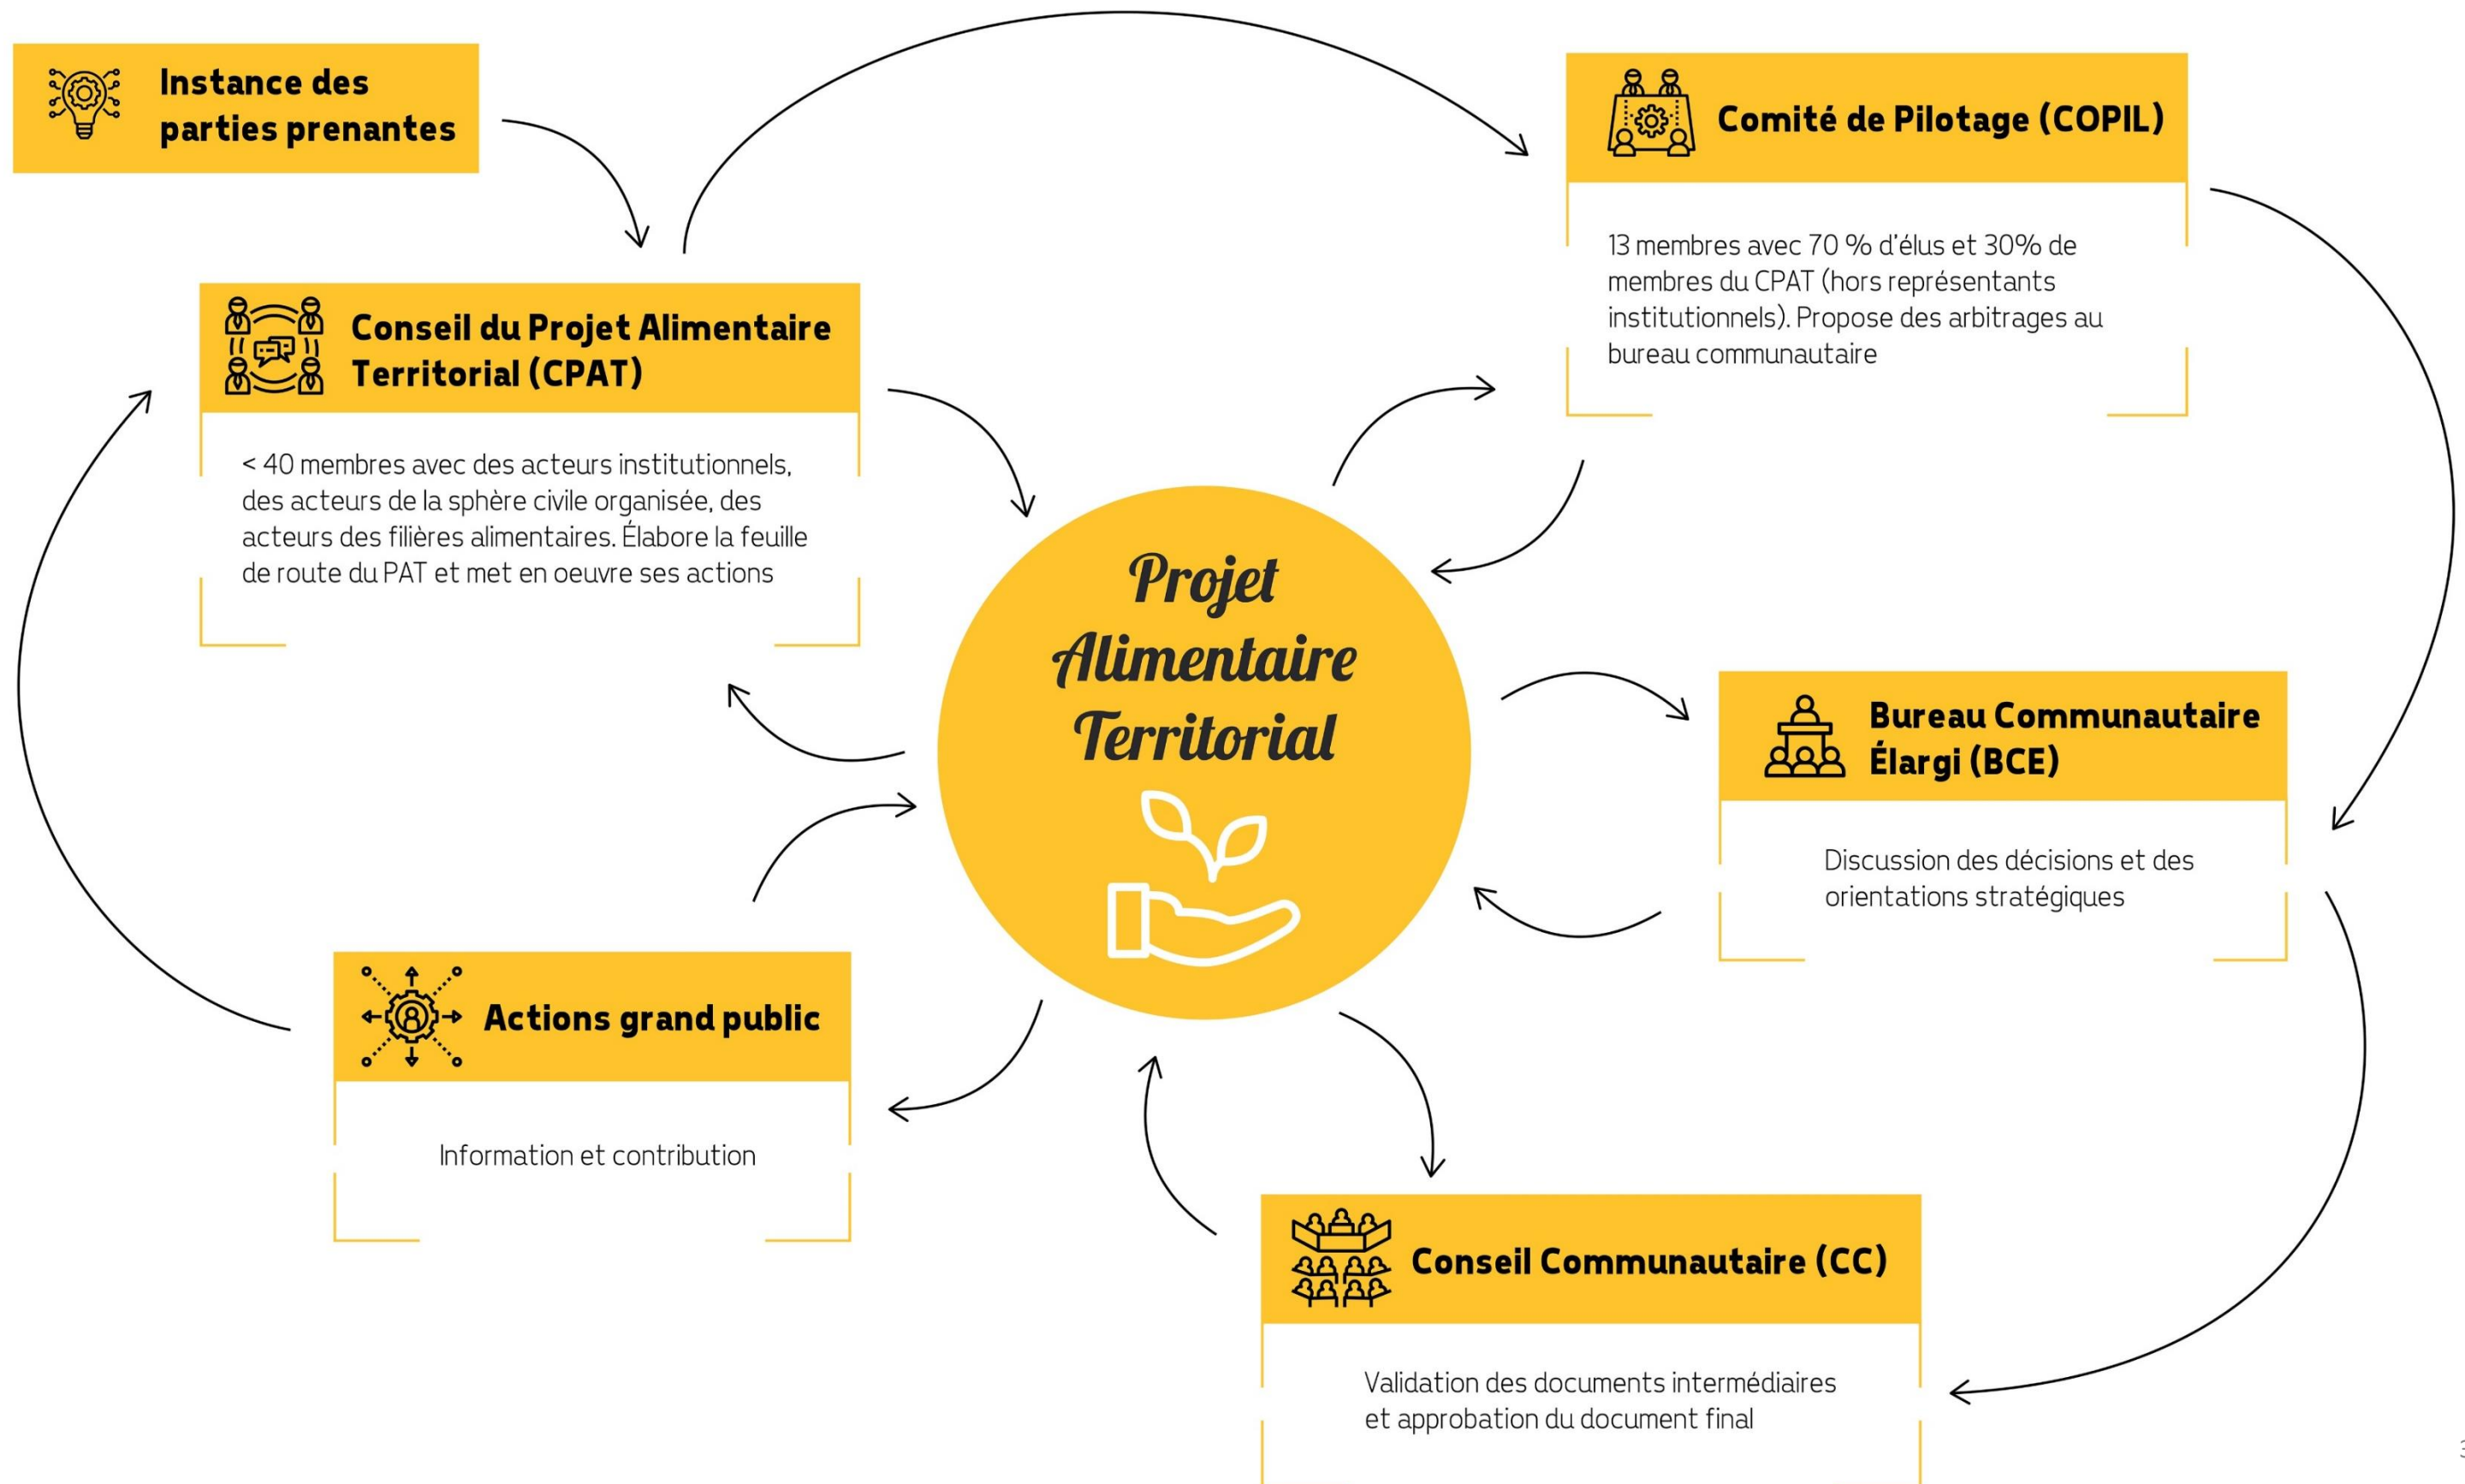 Instance des
parties prenantes
Comité de Pilotage (COPIL)
13 membres avec 70 % d'élus et 30% de
membres du CPAT (hors représentants
institutionnels). Propose des arbitrages au
bureau communautaire
Conseil du Projet Alimentaire
Territorial (CPAT)
< 40 membres avec des acteurs institutionnels,
des acteurs de la sphère civile organisée, des
acteurs des filières alimentaires. Élabore la feuille
de route du PAT et met en oeuvre ses actions
Projet
Alimentaire
Territorial
Bureau Communautaire
Élargi (BCE)
Discussion des décisions et des
orientations stratégiques
Actions grand public
Information et contribution
Conseil Communautaire (CC)
Validation des documents intermédiaires
et approbation du document final